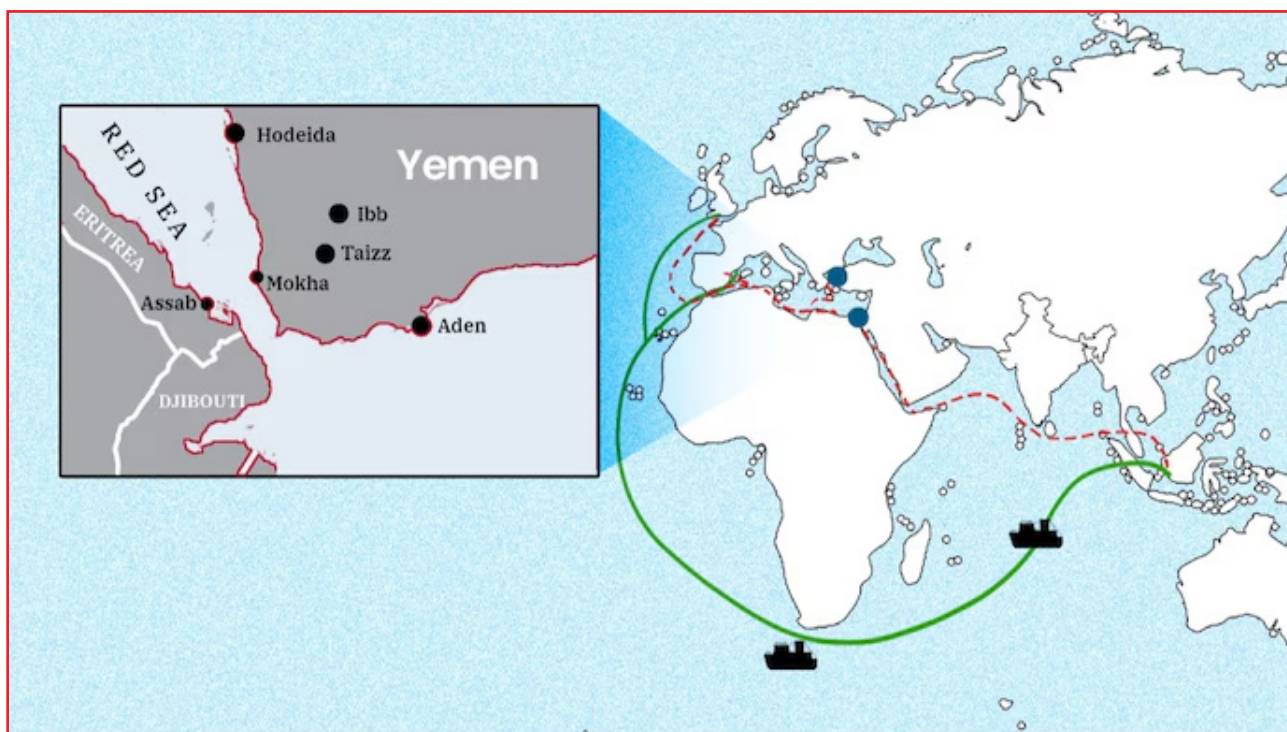 RED SEA
Hodeida
Yemen
Ibb
Taizz
ERITREA
Mokha
Assab
Aden
DJIBOUTI